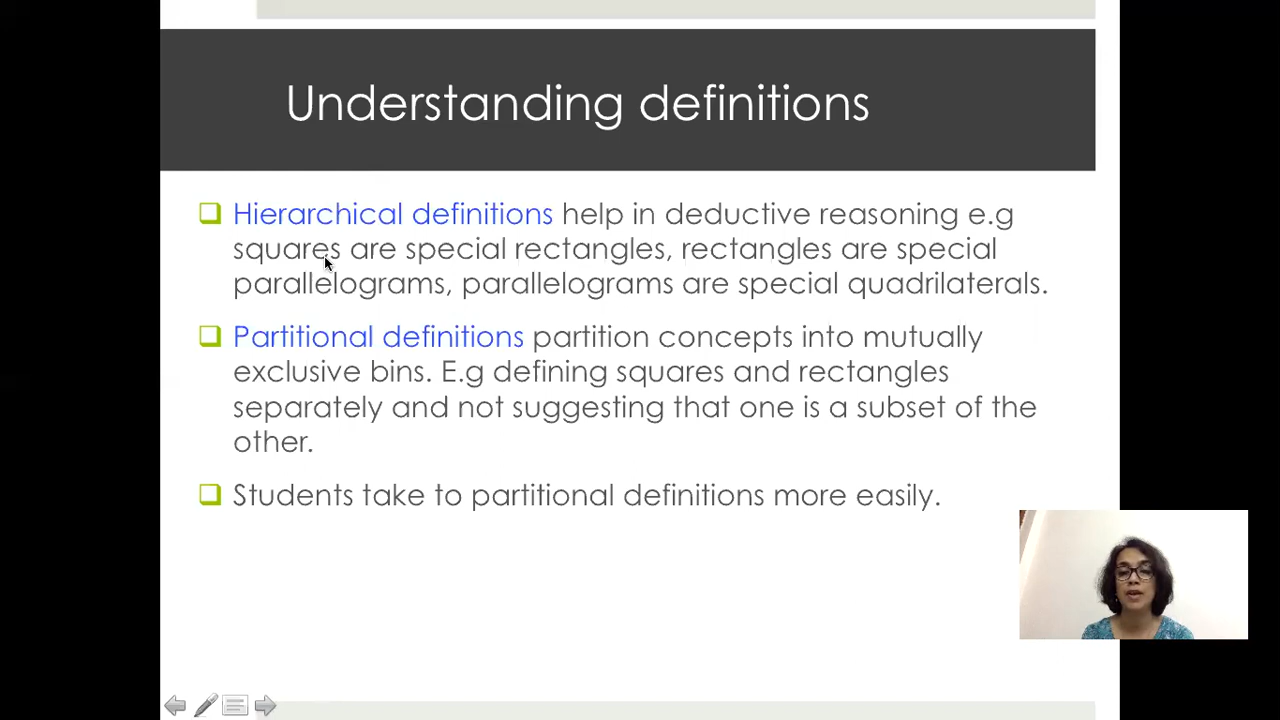 Understanding definitions
Hierarchical definitions help in deductive reasoning e.g
squares are special rectangles, rectangles are special
parallelograms, parallelograms are special quadrilaterals.
Partitional definitions partition concepts into mutually
exclusive bins. E.g defining squares and rectangles
separately and not suggesting that one is a subset of the
other.
Students take to partitional definitions more easily.